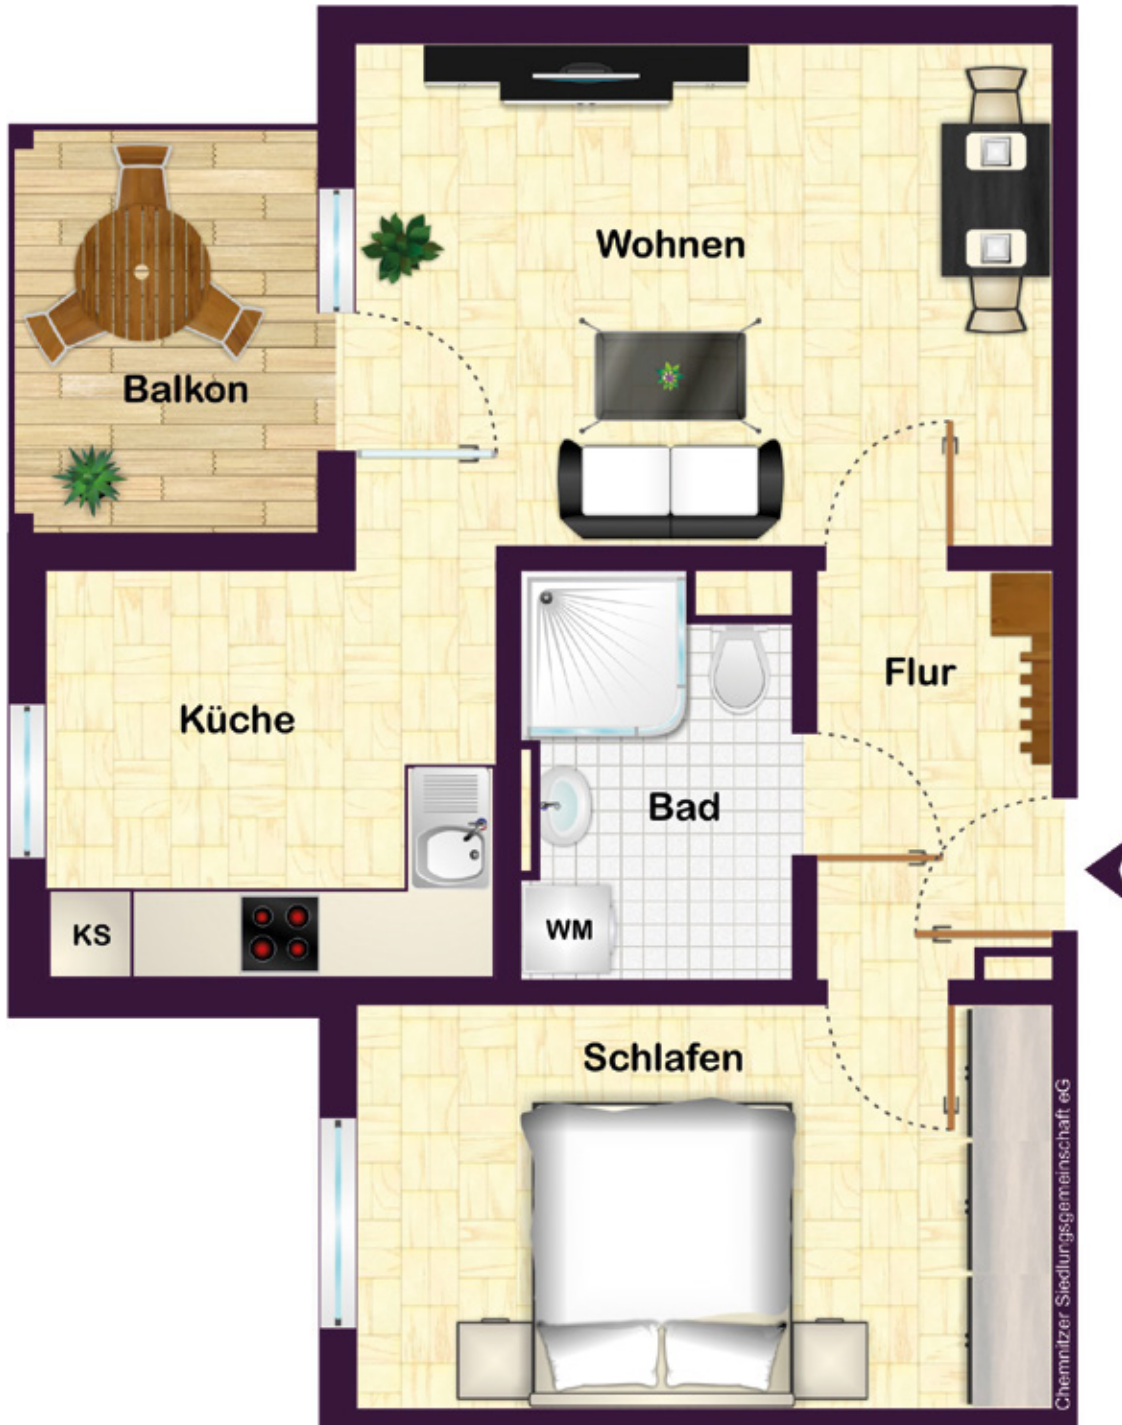 Wohnen
Balkon
Flur
Küche
Bad
KS
WM
Schlafen
Chemnitzer Siedlungsgemeinschaft eG